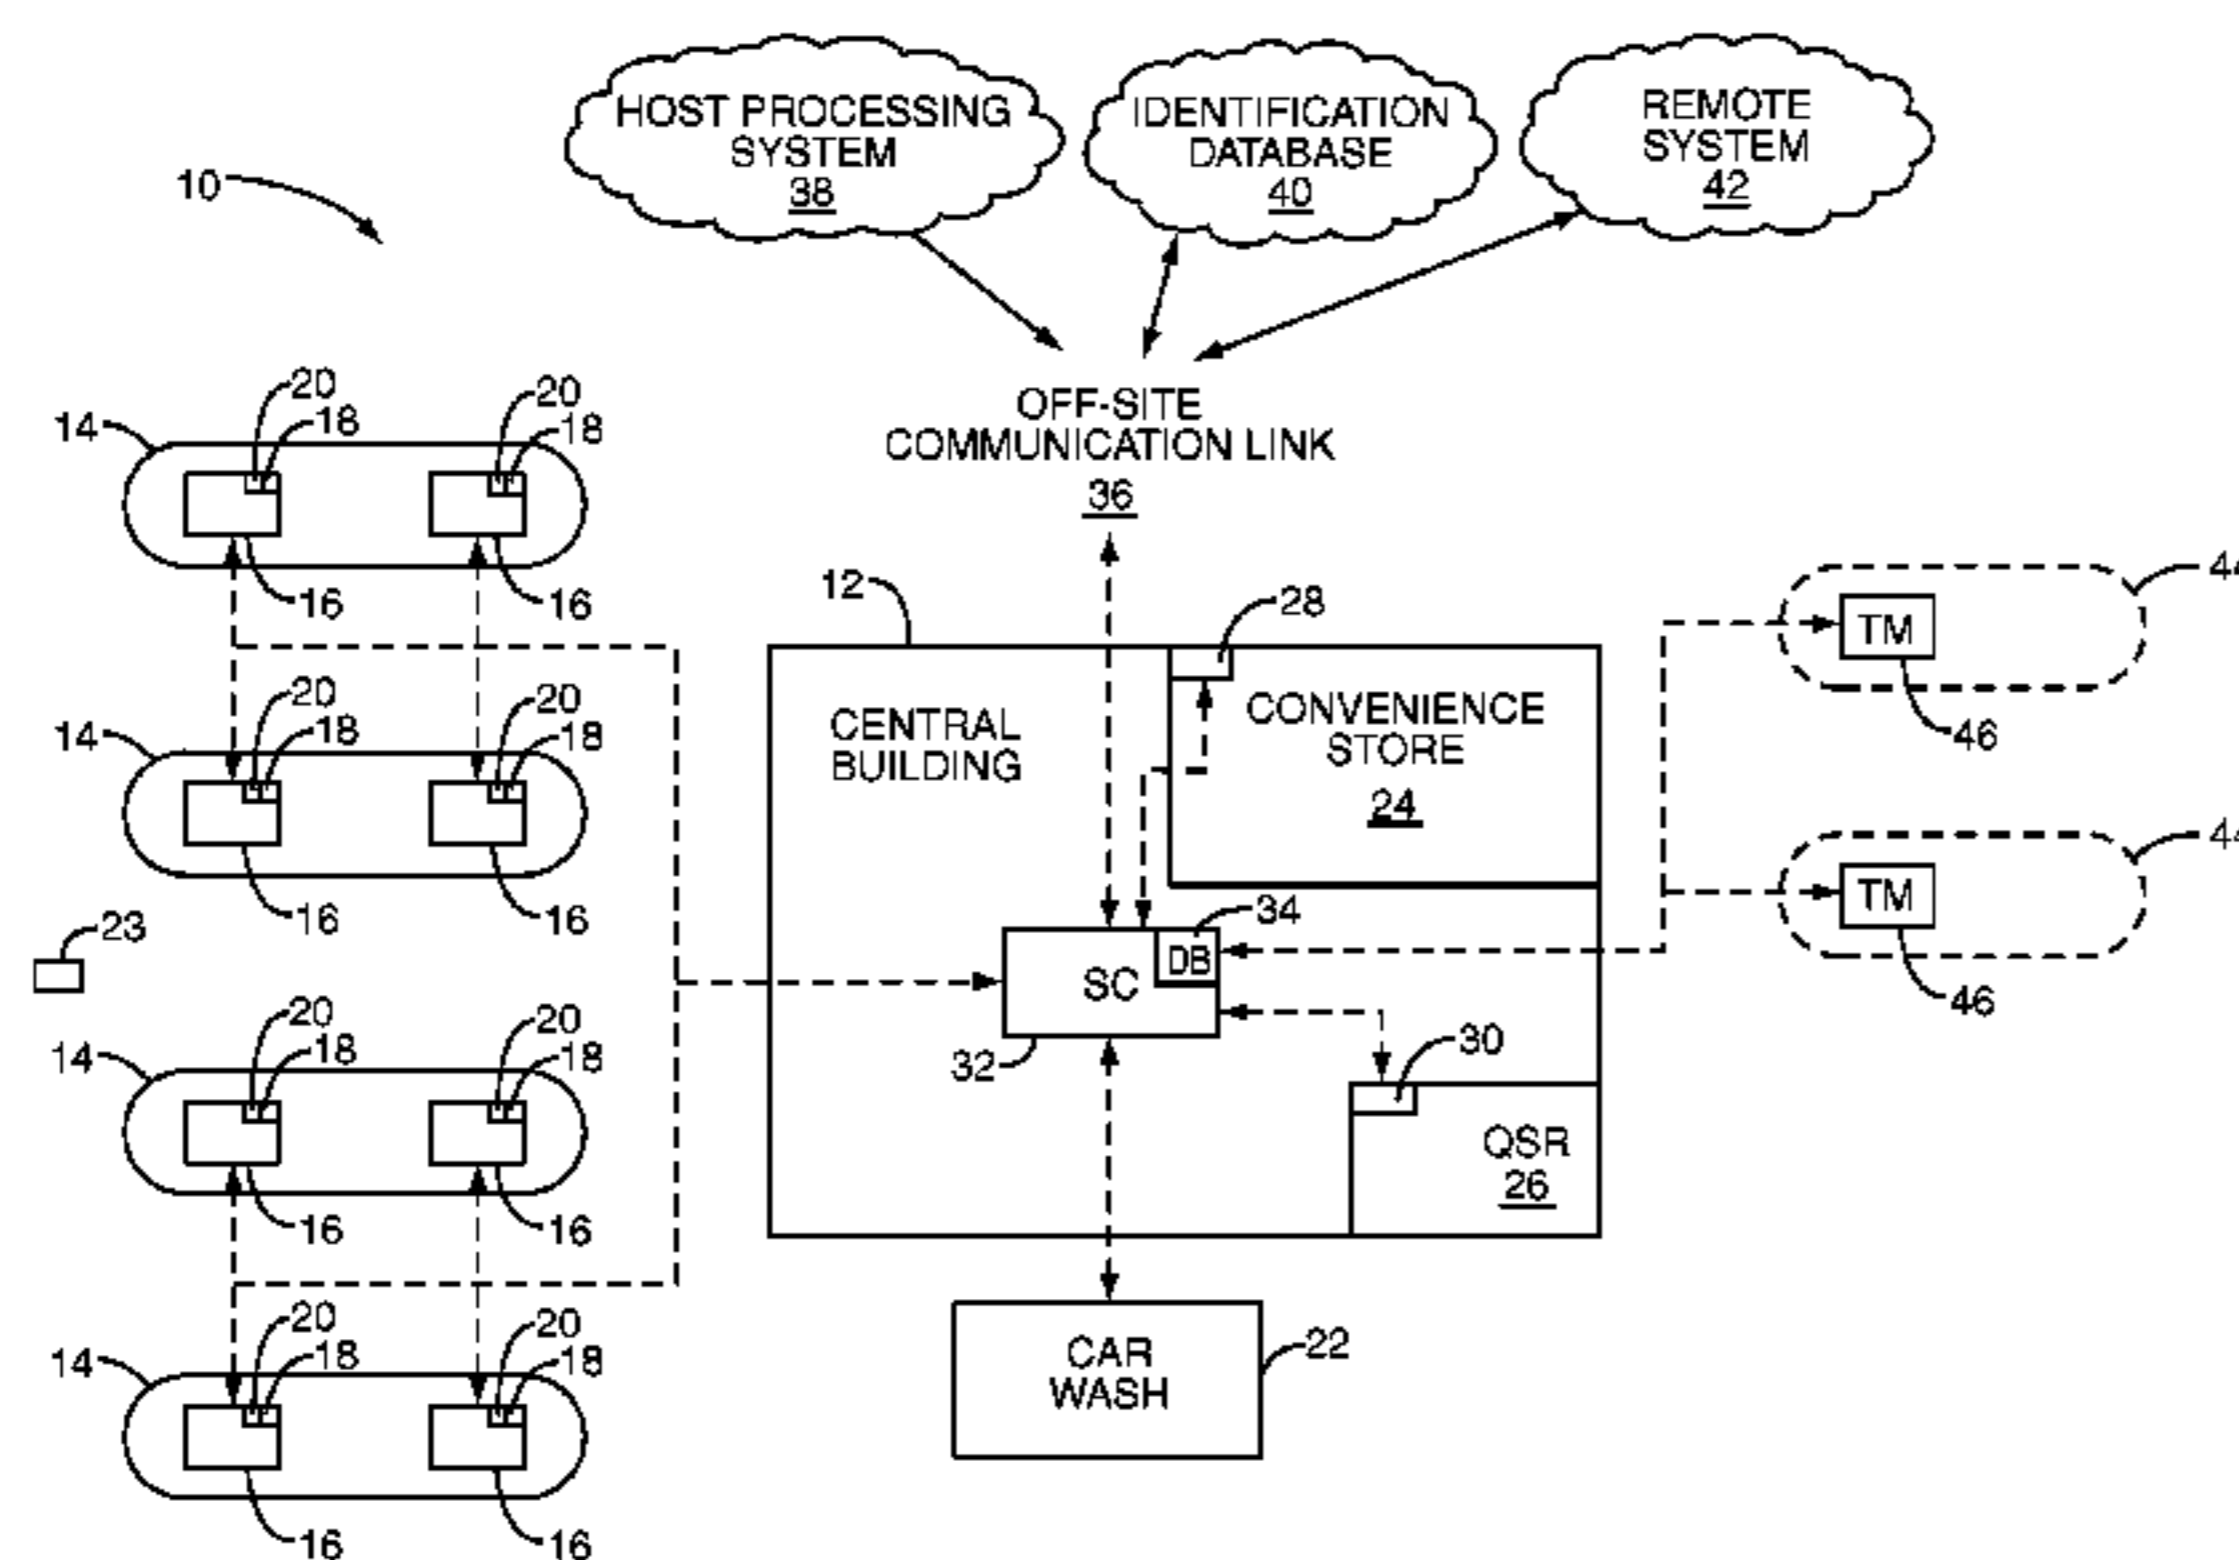 HOST PROCESSING
SYSTEM
38
IDENTIFICATION
DATABASE
40
REMOTE
SYSTEM
42
10
OFF-SITE
COMMUNICATION LINK
36
14
20
18
20
18
16
16
14
20
18
20
18
16
16
23
14
20
18
20
18
16
16
14
20
18
20
18
16
16
12
28
CENTRAL
BUILDING
CONVENIENCE
STORE
24
34
DB
SC
32
30
QSR
26
CAR
WASH
22
TM
46
TM
46